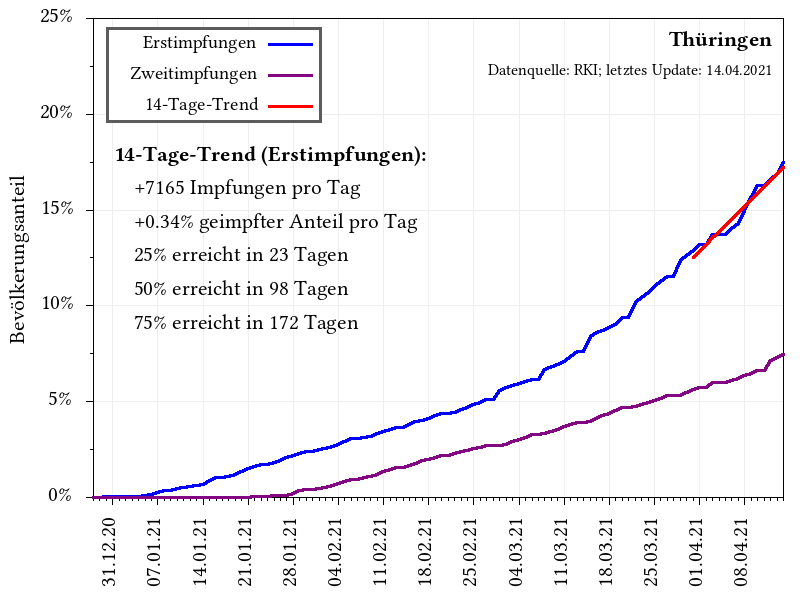 25%
20%
15%
10%
5%
0%
Bevölkerungsanteil
Erstimpfungen
Zweitimpfungen
14-Tage-Trend
Thüringen
Datenquelle: RKI; letztes Update: 14.04.2021
14-Tage-Trend (Erstimpfungen):
+7165 Impfungen pro Tag
+0.34% geimpfter Anteil pro Tag
25% erreicht in 23 Tagen
50% erreicht in 98 Tagen
75% erreicht in 172 Tagen
31.12.20
07.01.21
14.01.21
21.01.21
28.01.21
04.02.21
11.02.21
18.02.21
25.02.21
04.03.21
11.03.21
18.03.21
25.03.21
01.04.21
08.04.21